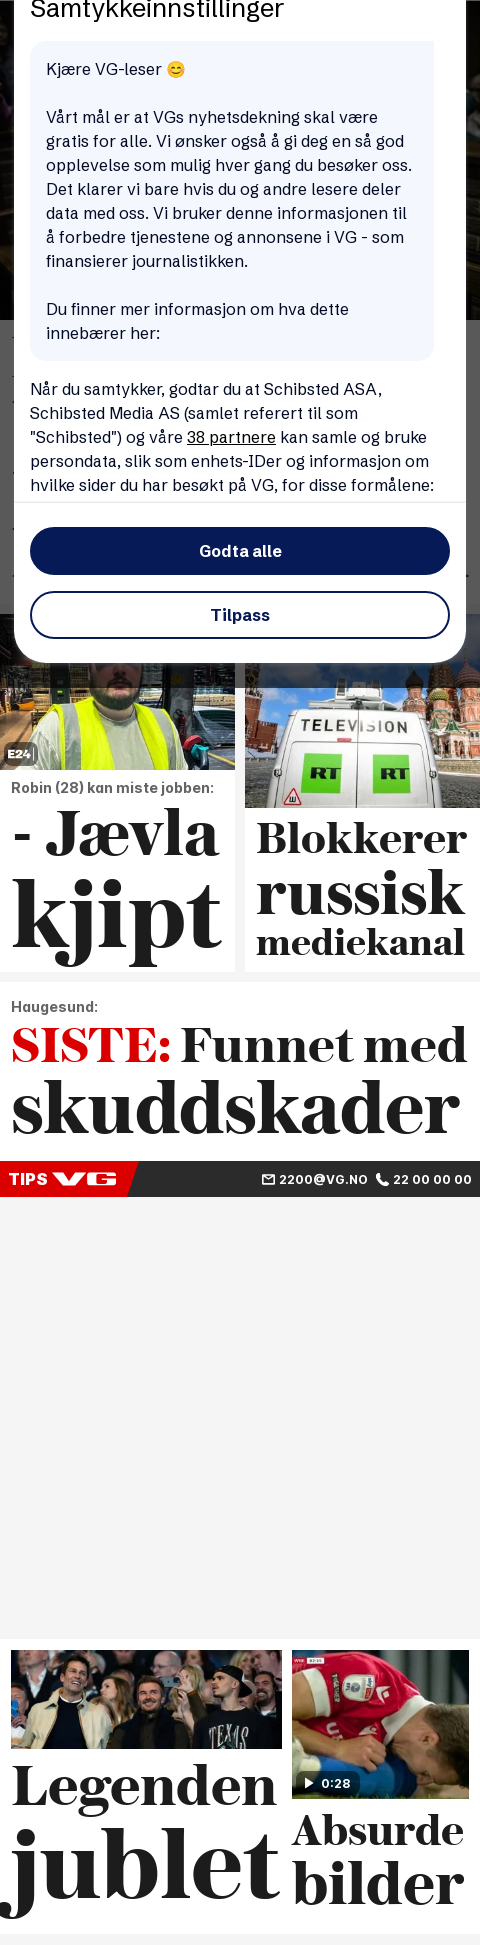 Samtykkeinnstillinger
Kjære VG-leser 😊
Vårt mål er at VGs nyhetsdekning skal være
gratis for alle. Vi ønsker også å gi deg en så god
opplevelse som mulig hver gang du besøker oss.
Det klarer vi bare hvis du og andre lesere deler
data med oss. Vi bruker denne informasjonen til
å forbedre tjenestene og annonsene i VG - som
finansierer journalistikken.
Du finner mer informasjon om hva dette
innebærer her:
Når du samtykker, godtar du at Schibsted ASA,
Schibsted Media AS (samlet referert til som
"Schibsted") og våre 38 partnere kan samle og bruke
persondata, slik som enhets-IDer og informasjon om
hvilke sider du har besøkt på VG, for disse formålene:
Godta alle
Tilpass
E24
Robin (28) kan miste jobben:
- Jævla
kjipt
TELEVISION
RT
RT
Blokkerer
russisk
mediekanal
Haugesund:
SISTE: Funnet med
skuddskader
TIPS VG
2200@VG.NO 22 00 00 00
TEXAS
Legenden
jublet
0:28
Absurde
bilder